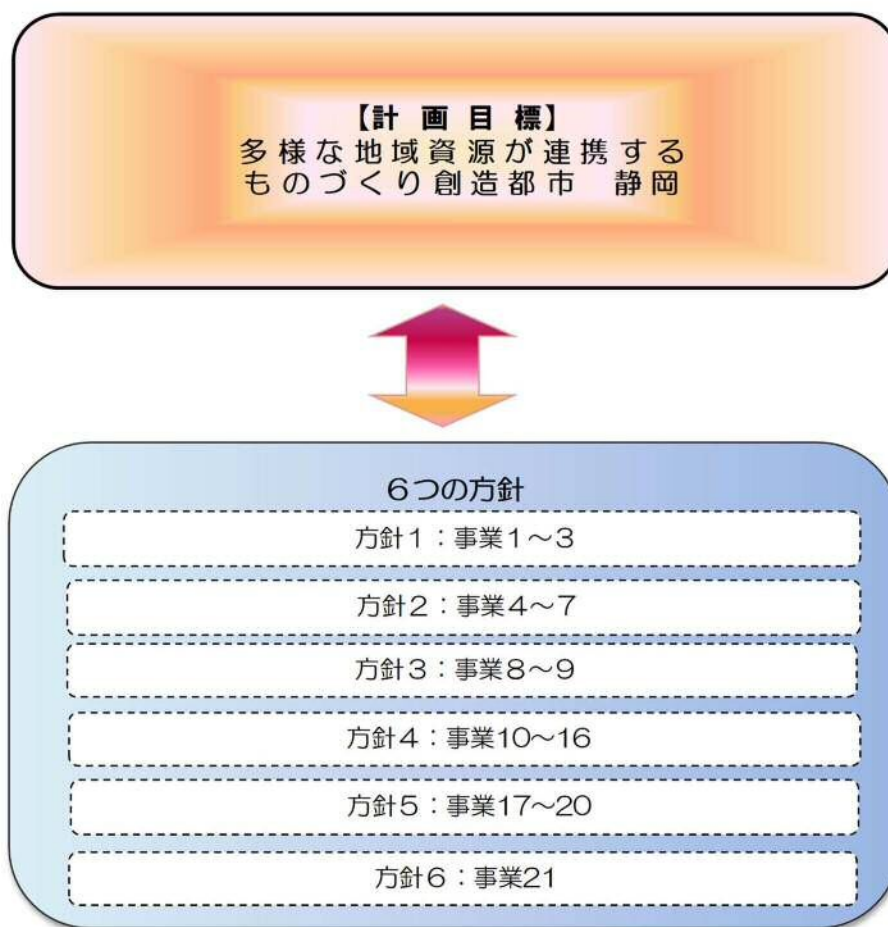 【計 画 目 標】
多様な地域資源が連携する
ものづくり創造都市　静岡
６つの方針
方針１：事業１～３
方針２：事業４～７
方針３：事業８～９
方針４：事業10～16
方針５：事業17～20
方針６：事業21